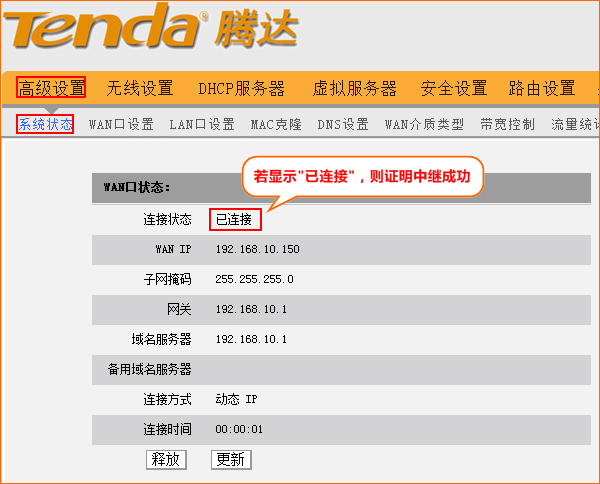 Tenda 腾达
高级设置 无线设置 DHCP服务器 虚拟服务器 安全设置 路由设置
系统状态 WAN口设置 LAN口设置 MAC克隆 DNS设置 WAN介质类型 带宽控制 流量统计
若显示"已连接"，则证明中继成功
WAN口状态：
连接状态 已连接
WAN IP 192.168.10.150
子网掩码 255.255.255.0
网关 192.168.10.1
域名服务器 192.168.10.1
备用域名服务器
连接方式 动态 IP
连接时间 00:00:01
释放 更新